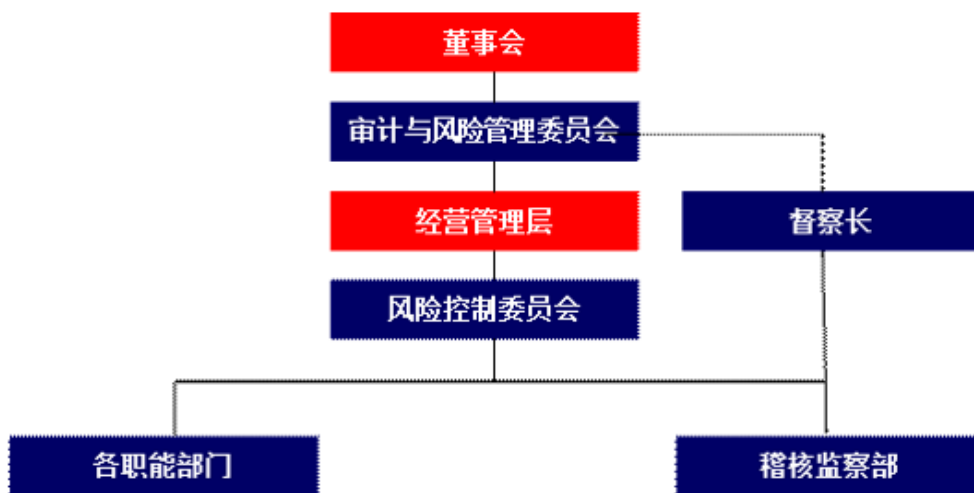 董事会
审计与风险管理委员会
经营管理层
督察长
风险控制委员会
各职能部门
稽核监察部